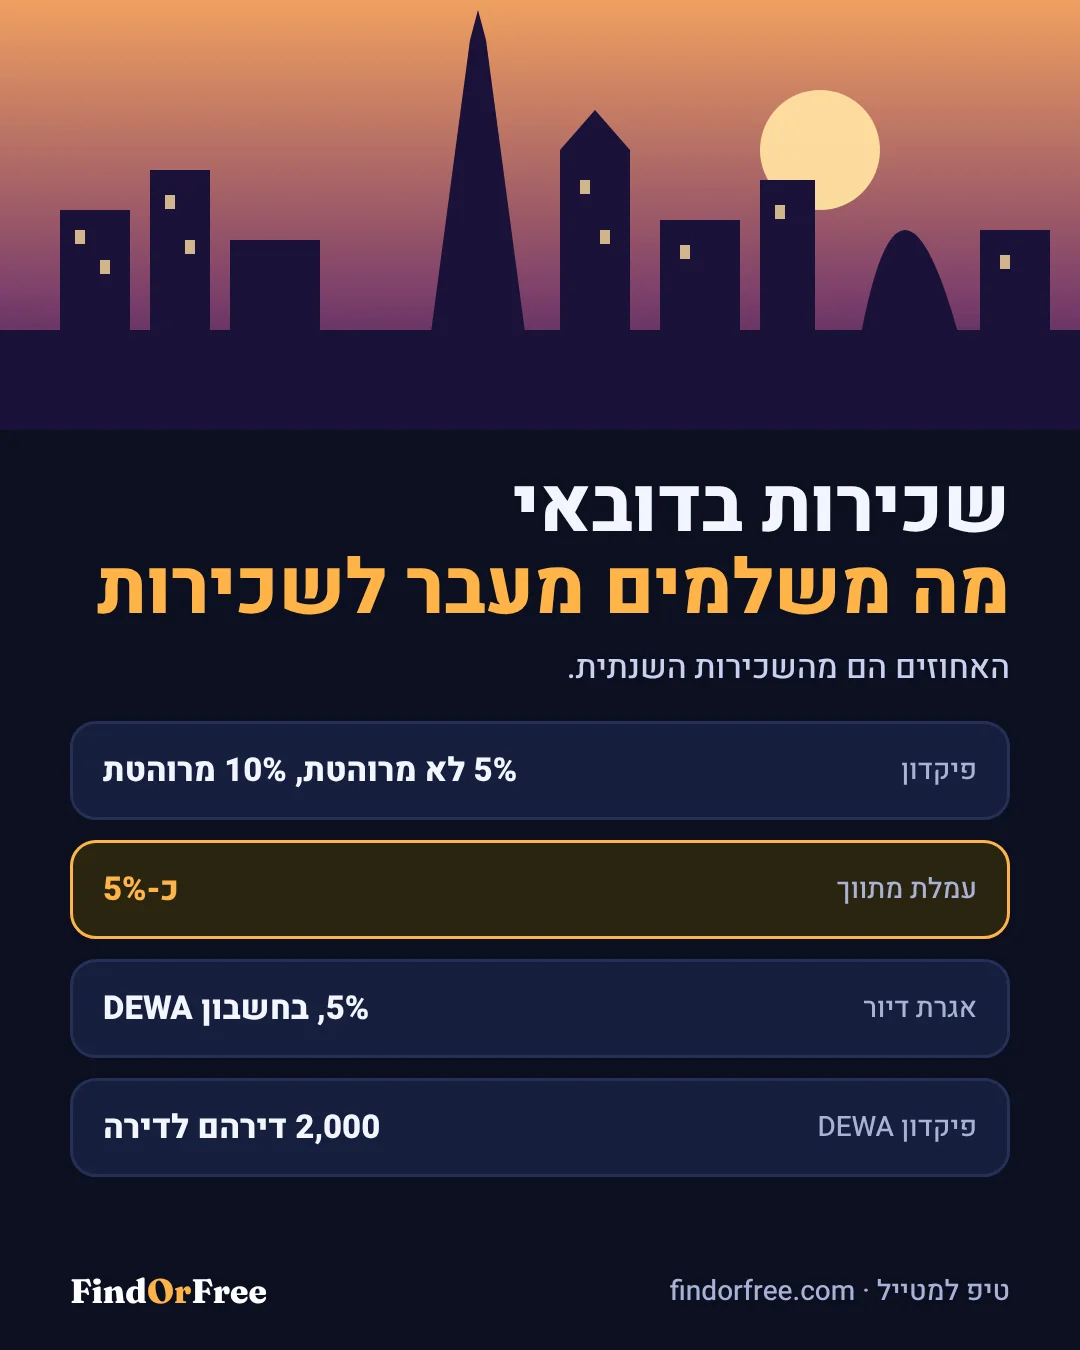 שכירות בדובאי
מה משלמים מעבר לשכירות
האחוזים הם מהשכירות השנתית.
פיקדון
5% לא מרוהטת, 10% מרוהטת
עמלת מתווך
כ-5%
אגרת דיור
5%, בחשבון DEWA
פיקדון DEWA
2,000 דירהם לדירה
טיפ למטייל · findorfree.com
FindOrFree